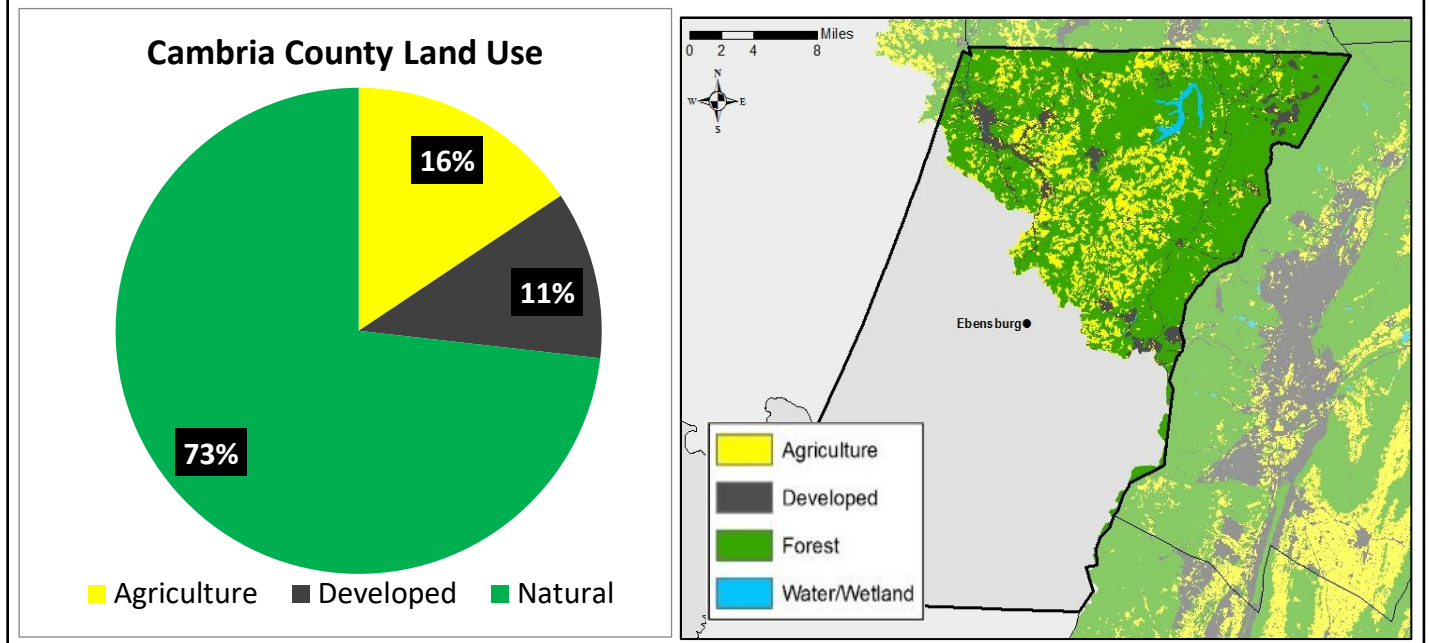 Cambria County Land Use
16%
11%
73%
Agriculture Developed Natural
Miles
0 2 4 8
N
W E
S
Ebensburg
Agriculture
Developed
Forest
Water/Wetland